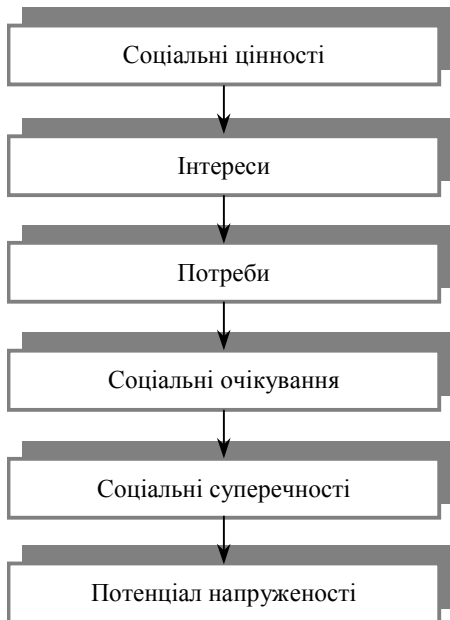 Соціальні цінності
Інтереси
Потреби
Соціальні очікування
Соціальні суперечності
Потенціал напруженості